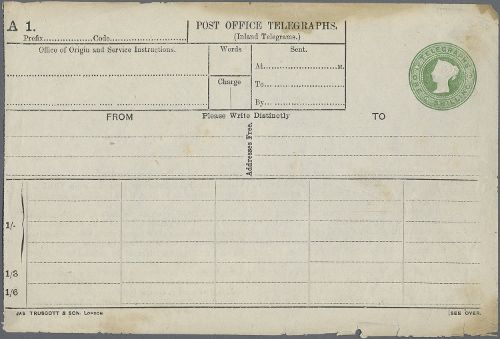 A 1.
Prefix............Code............
POST OFFICE TELEGRAPHS.
(Inland Telegrams.)
Office of Origin and Service Instructions.
Words
Sent.
At............M.
Charge
To............
By............
FROM
Please Write Distinctly
TO
Addresses Free.
1/-
1/3
1/6
JAS TRUSCOTT & SON. LONDON
[SEE OVER.